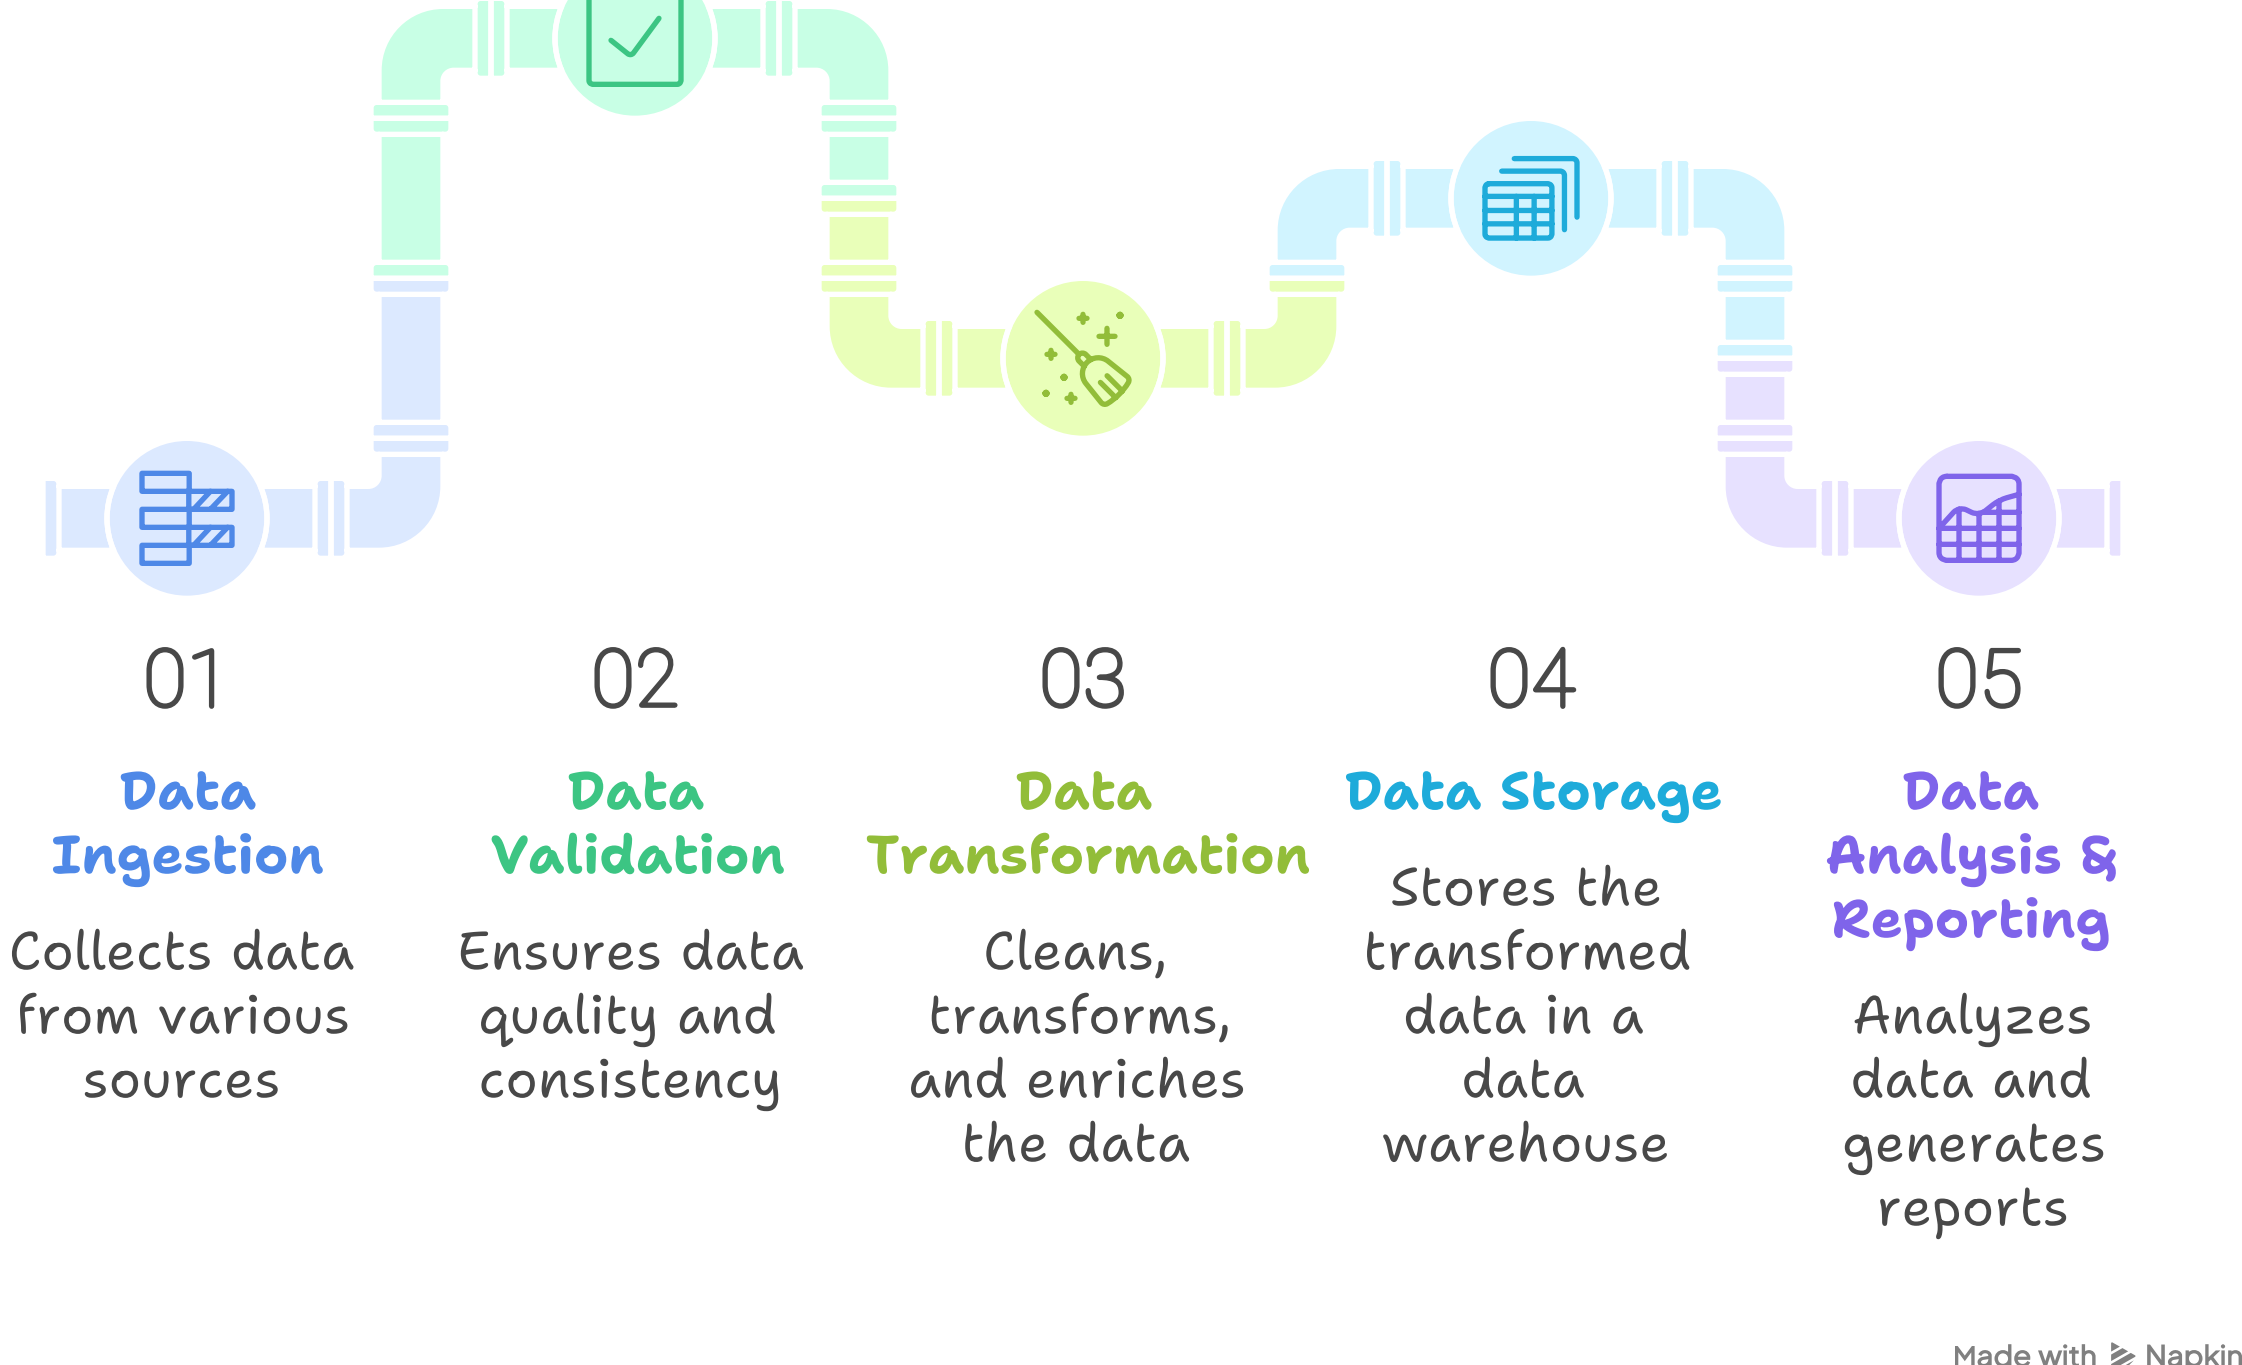 01
Data
Ingestion
Collects data
from various
sources
02
Data
Validation
Ensures data
quality and
consistency
03
Data
Transformation
Cleans,
transforms,
and enriches
the data
04
Data Storage
Stores the
transformed
data in a
data
warehouse
05
Data
Analysis &
Reporting
Analyzes
data and
generates
reports
Made with Napkin